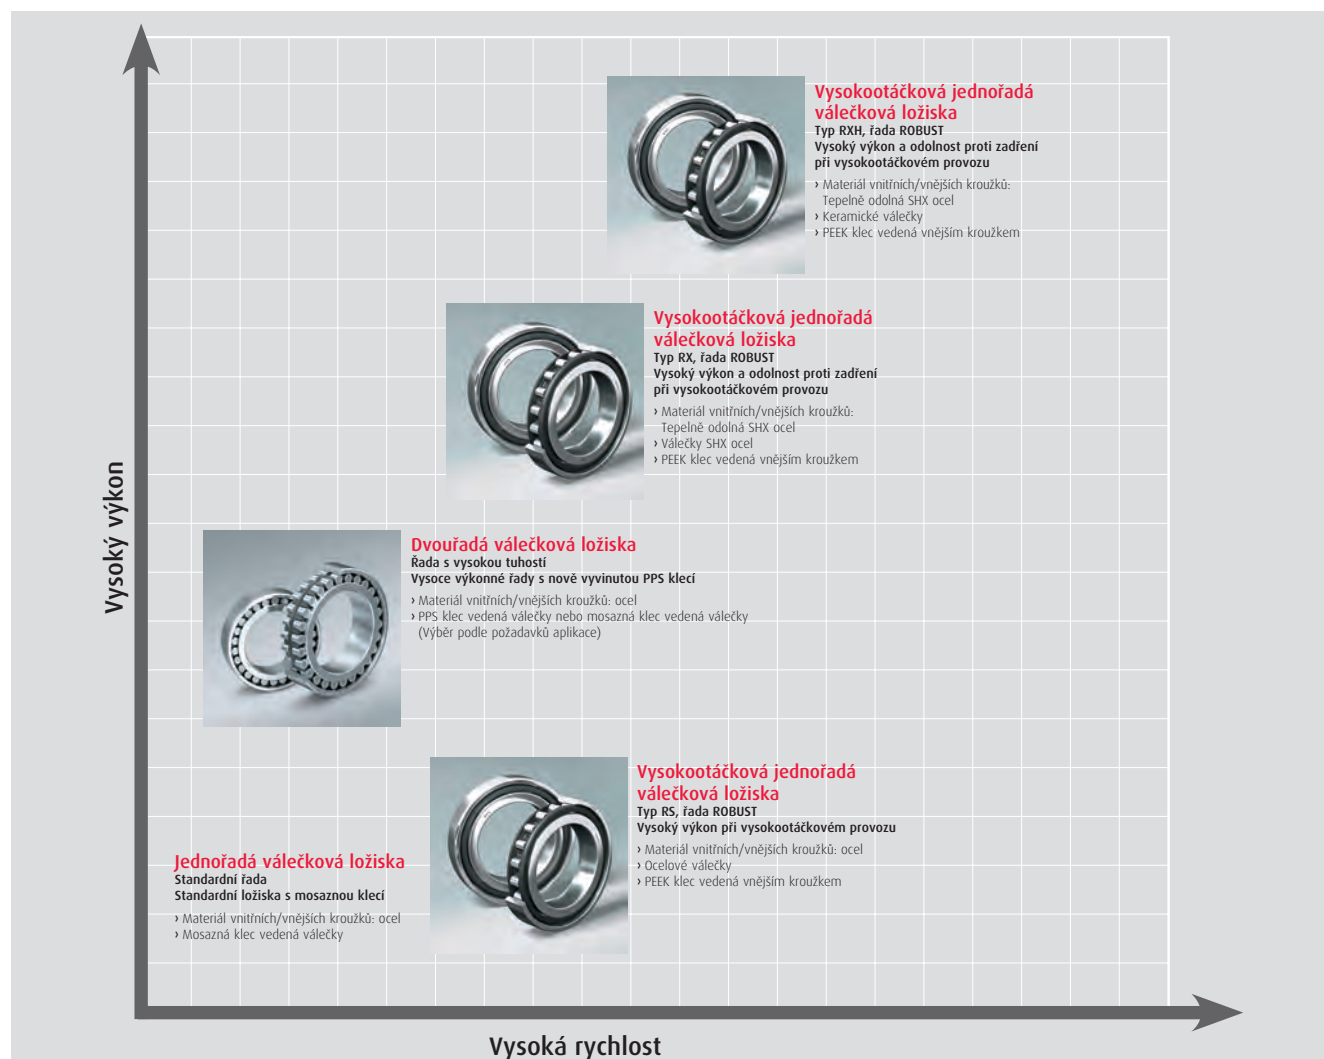 Vysokootáčková jednořadá
válečková ložiska
Typ RXH, řada ROBUST
Vysoký výkon a odolnost proti zadření
při vysokootáčkovém provozu
› Materiál vnitřních/vnějších kroužků:
Tepelně odolná SHX ocel
› Keramické válečky
› PEEK klec vedená vnějším kroužkem
Vysokootáčková jednořadá
válečková ložiska
Typ RX, řada ROBUST
Vysoký výkon a odolnost proti zadření
při vysokootáčkovém provozu
› Materiál vnitřních/vnějších kroužků:
Tepelně odolná SHX ocel
› Válečky SHX ocel
› PEEK klec vedená vnějším kroužkem
Vysoký výkon
Dvouřadá válečková ložiska
Řada s vysokou tuhostí
Vysoce výkonné řady s nově vyvinutou PPS klecí
› Materiál vnitřních/vnějších kroužků: ocel
› PPS klec vedená válečky nebo mosazná klec vedená válečky
(Výběr podle požadavků aplikace)
Vysokootáčková jednořadá
válečková ložiska
Typ RS, řada ROBUST
Vysoký výkon při vysokootáčkovém provozu
› Materiál vnitřních/vnějších kroužků: ocel
› Ocelové válečky
› PEEK klec vedená vnějším kroužkem
Jednořadá válečková ložiska
Standardní řada
Standardní ložiska s mosaznou klecí
› Materiál vnitřních/vnějších kroužků: ocel
› Mosazná klec vedená válečky
Vysoká rychlost